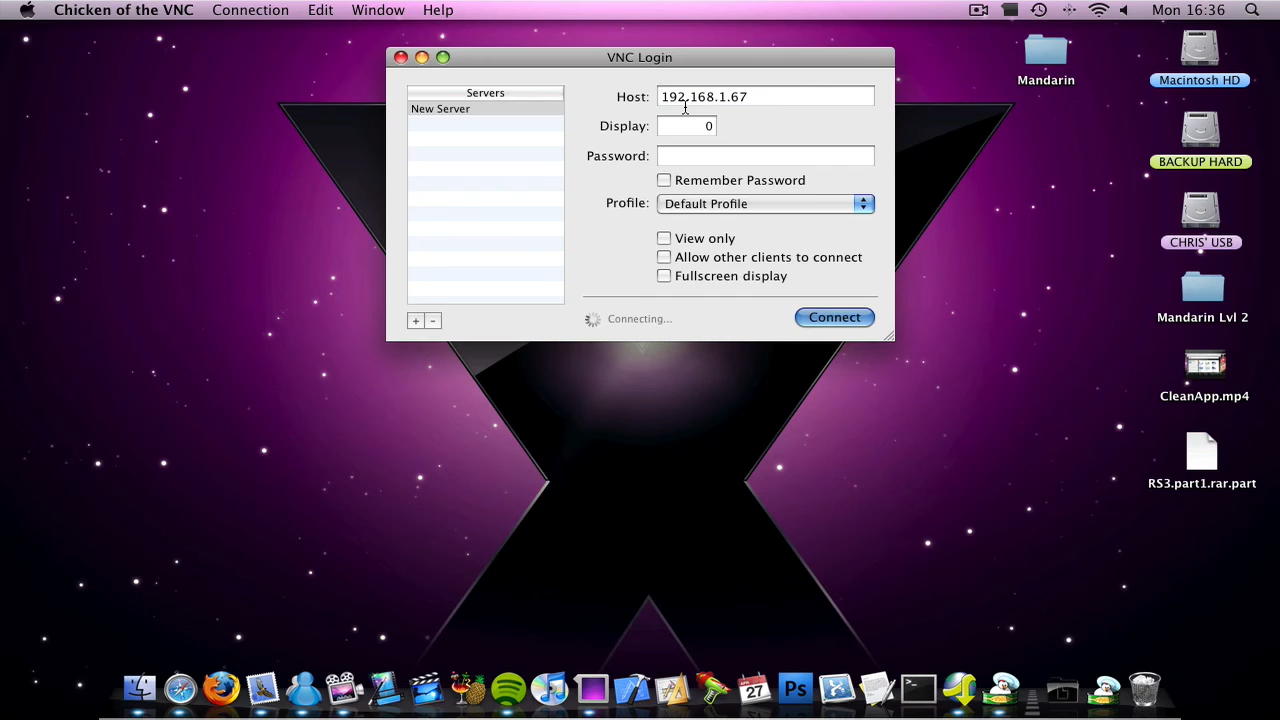 Chicken of the VNC Connection Edit Window Help
Mon 16:36
VNC Login
Servers
New Server
Host: 192.168.1.67
Display: 0
Password:
Remember Password
Profile: Default Profile
View only
Allow other clients to connect
Fullscreen display
+ -
Connecting...
Connect
Mandarin
Macintosh HD
BACKUP HARD
CHRIS' USB
Mandarin Lvl 2
CleanApp.mp4
RS3.part1.rar.part
APR
27
Ps